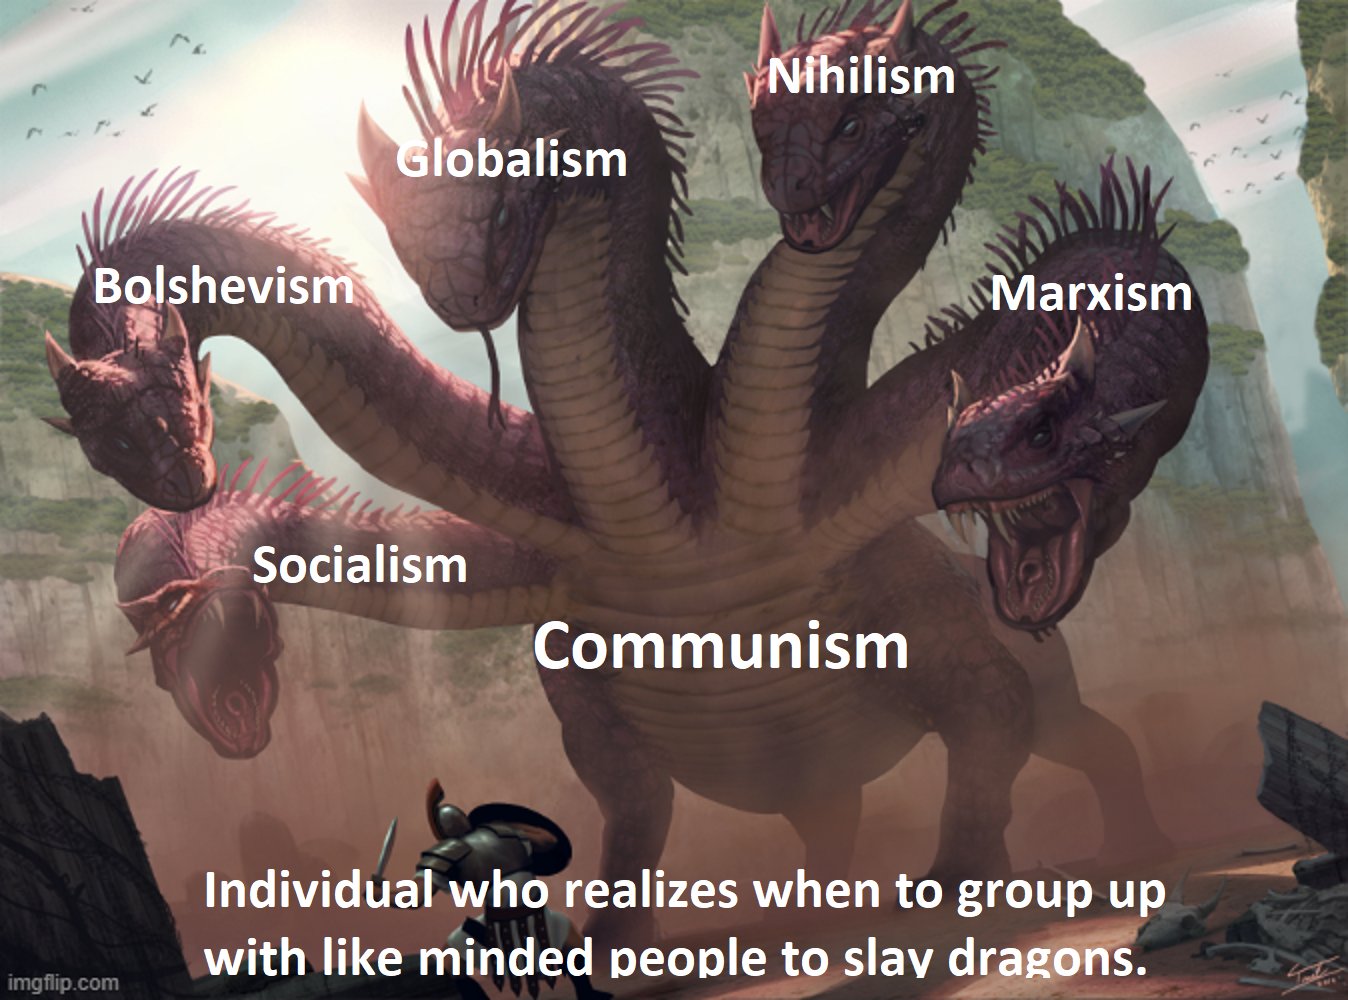 Nihilism
Globalism
Bolshevism
Marxism
Socialism
Communism
Individual who realizes when to group up
with like minded people to slay dragons.
imgflip.com